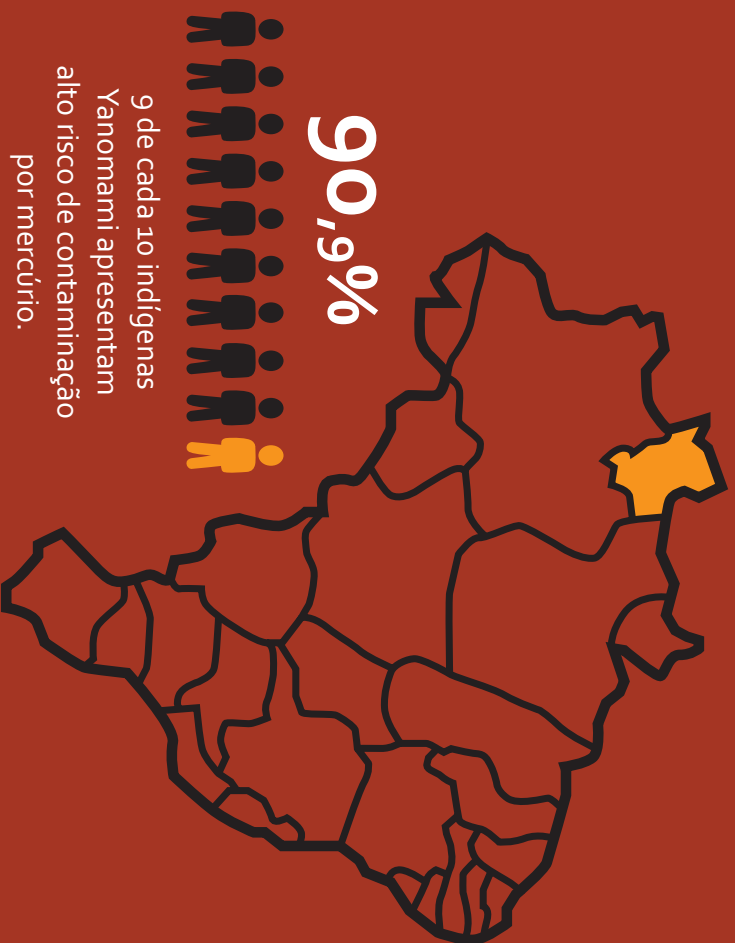 90,9%
9 de cada 10 indígenas
Yanomami apresentam
alto risco de contaminação
por mercúrio.